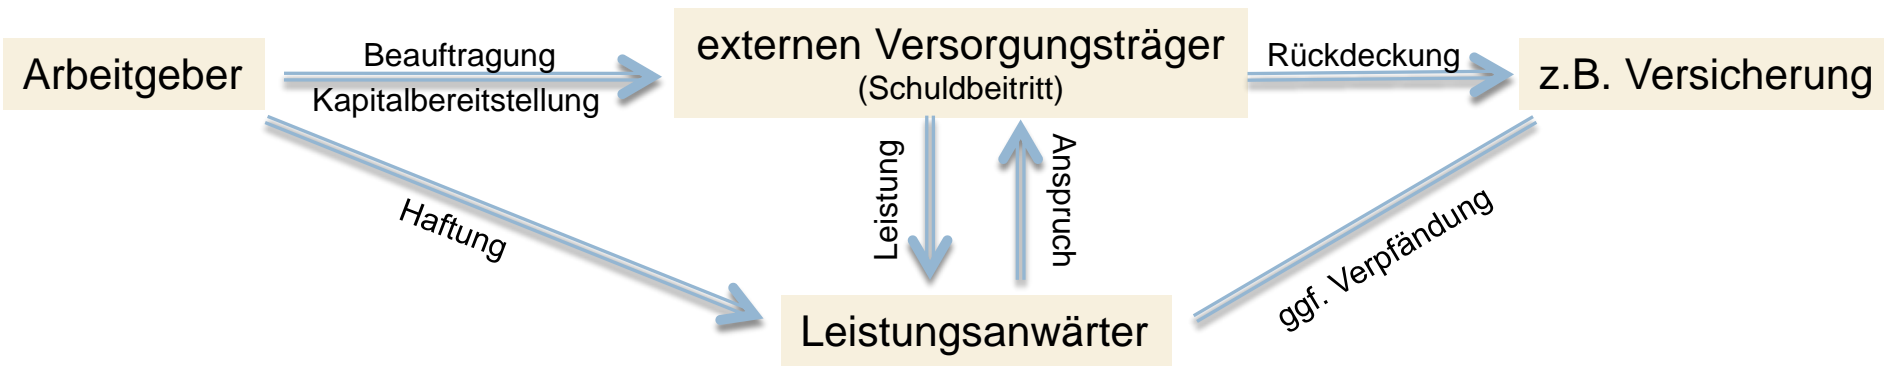 Arbeitgeber
Beauftragung
Kapitalbereitstellung
externen Versorgungsträger
(Schuldbeitritt)
Rückdeckung
z.B. Versicherung
Haftung
Leistung
Anspruch
ggf. Verpfändung
Leistungsanwärter